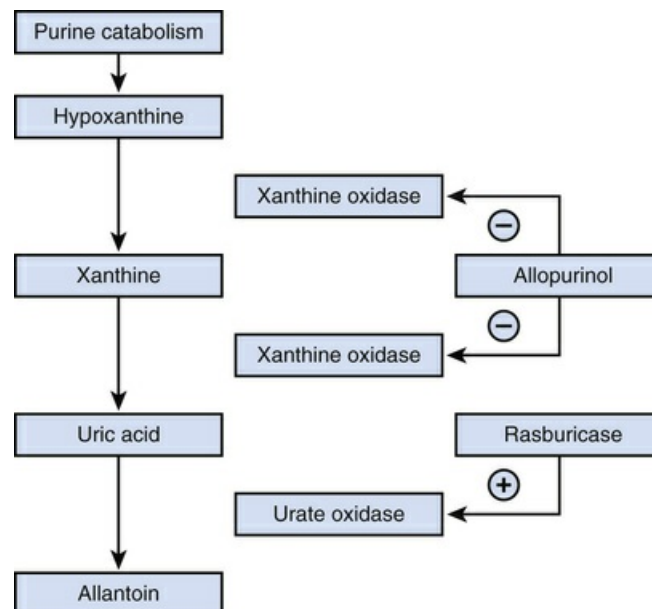 Purine catabolism
Hypoxanthine
Xanthine oxidase
−
Xanthine
Allopurinol
−
Xanthine oxidase
Uric acid
Rasburicase
+
Urate oxidase
Allantoin